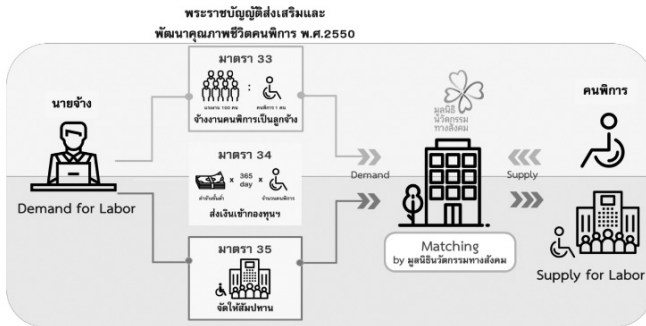 พระราชบัญญัติส่งเสริมและ
พัฒนาคุณภาพชีวิตคนพิการ พ.ศ.2550
นายจ้าง
Demand for Labor
มาตรา 33
:
แรงงาน 100 คน
คนพิการ 1 คน
จ้างงานคนพิการเป็นลูกจ้าง
มาตรา 34
x 365 day x
ค่าจ้างขั้นต่ำ
จำนวนคนพิการ
ส่งเงินเข้ากองทุนฯ
มาตรา 35
จัดให้สัมปทาน
Demand
มูลนิธิ
นวัตกรรม
ทางสังคม
Matching
by มูลนิธินวัตกรรมทางสังคม
Supply
คนพิการ
Supply for Labor